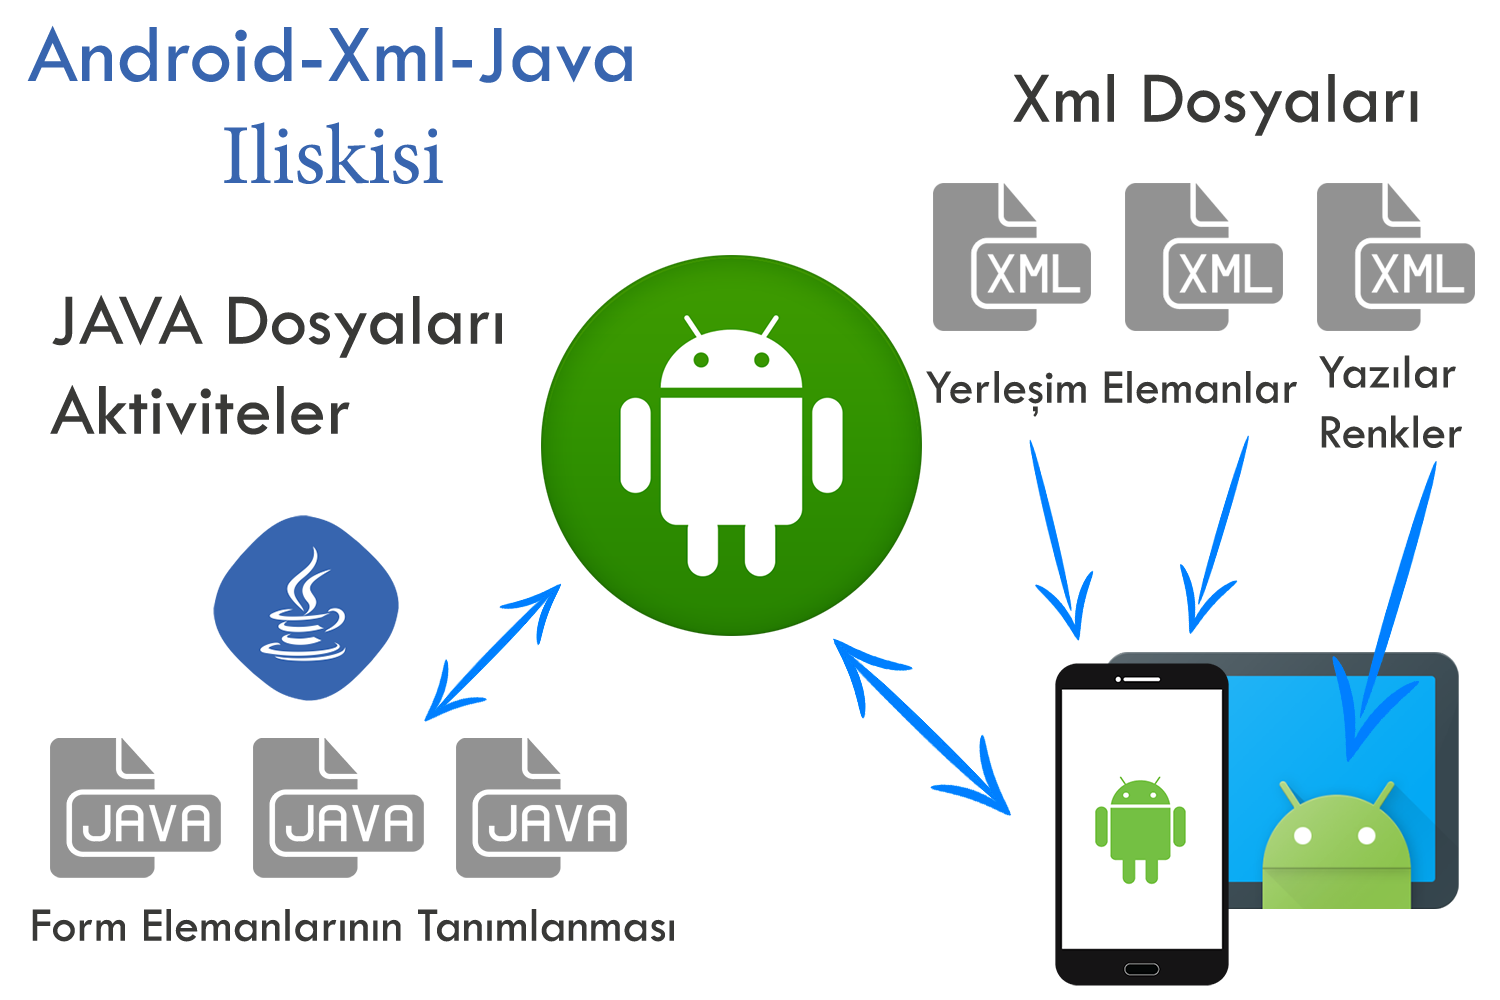 Android-Xml-Java
Iliskisi
Xml Dosyaları
XML XML XML
Yerleşim Elemanlar Yazılar
Renkler
JAVA Dosyaları
Aktiviteler
JAVA JAVA JAVA
Form Elemanlarının Tanımlanması